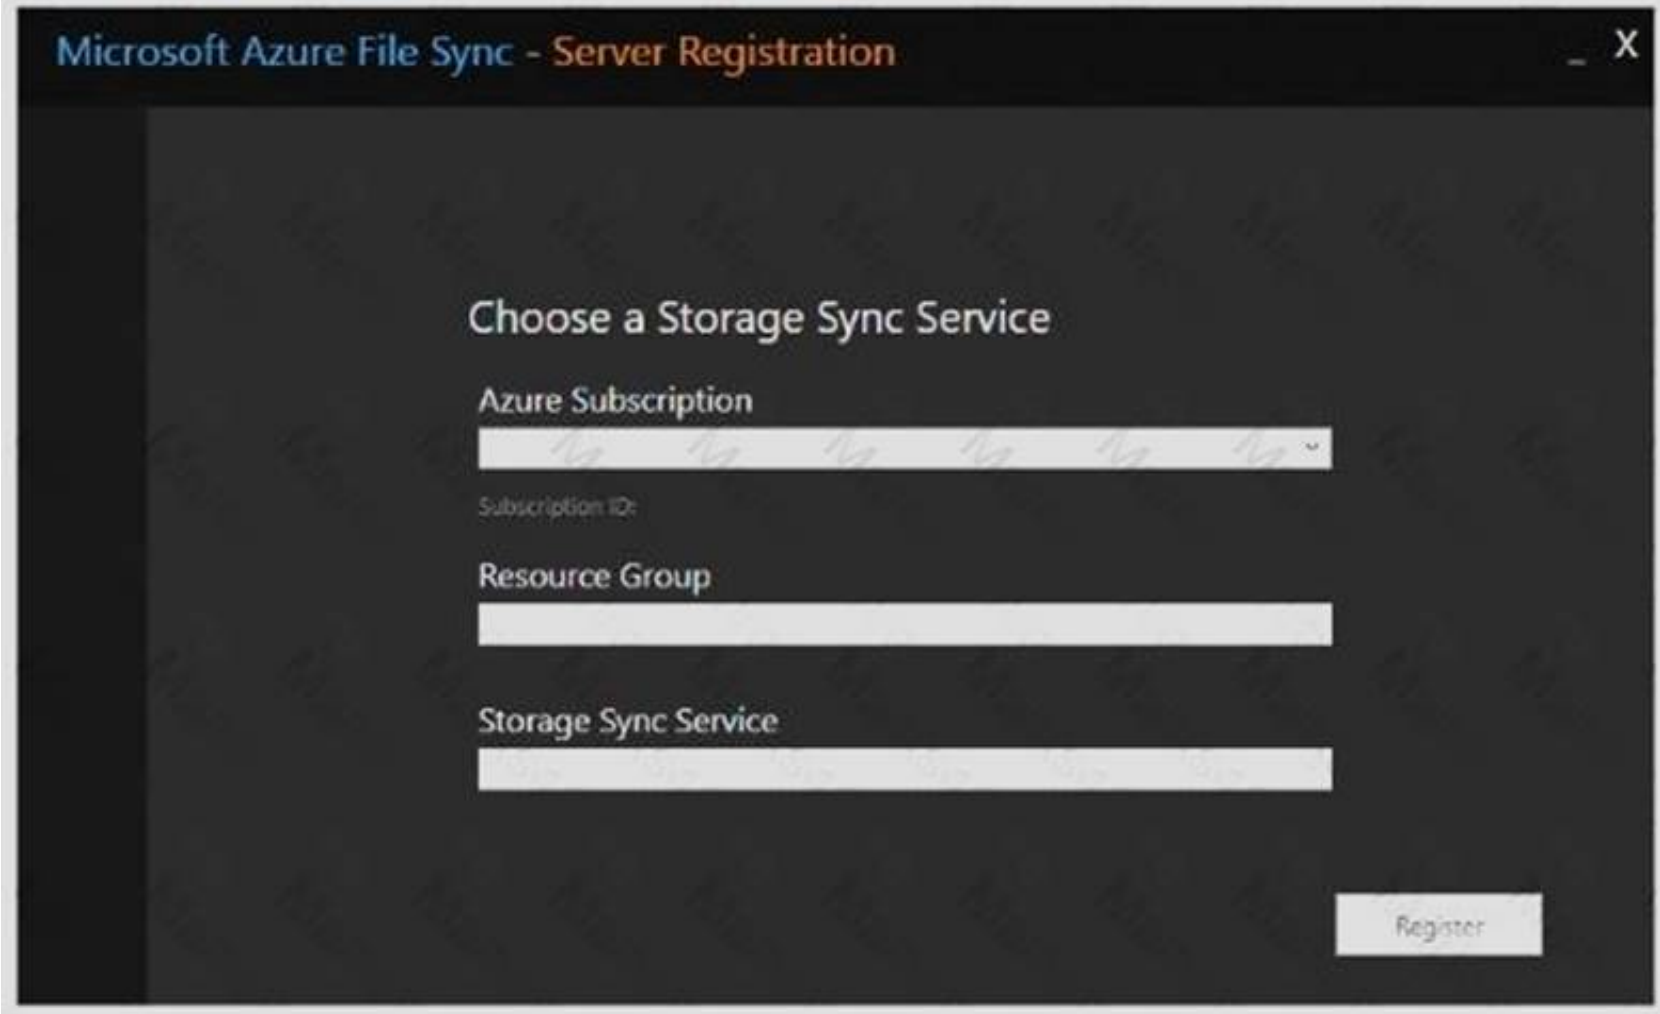 Microsoft Azure File Sync - Server Registration
_ X
Choose a Storage Sync Service
Azure Subscription
Subscription ID:
Resource Group
Storage Sync Service
Register